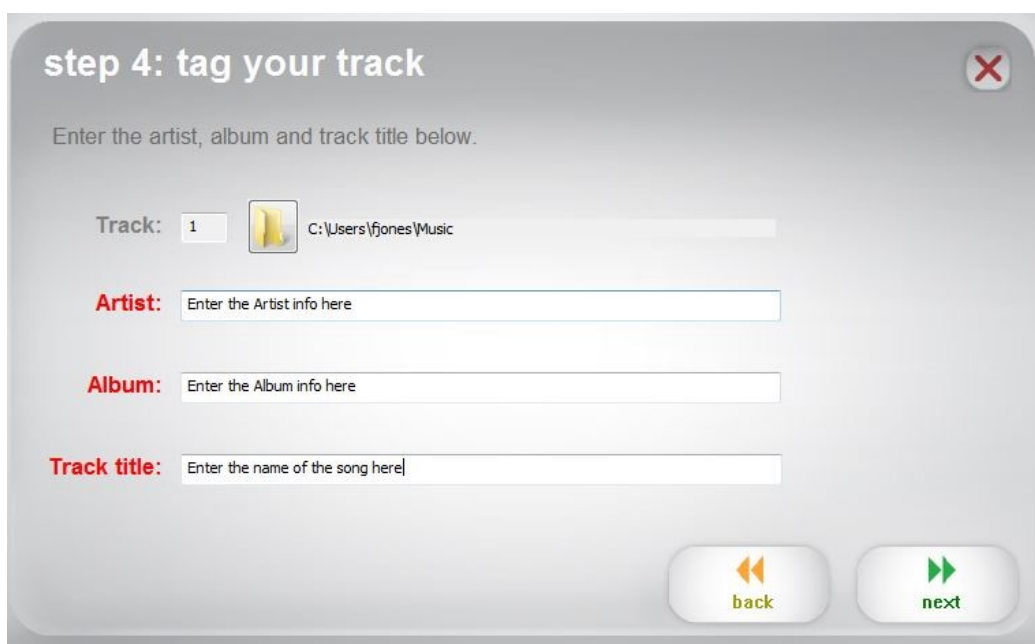 step 4: tag your track
Enter the artist, album and track title below.
Track: 1 C:\Users\fjones\Music
Artist: Enter the Artist info here
Album: Enter the Album info here
Track title: Enter the name of the song here
back next